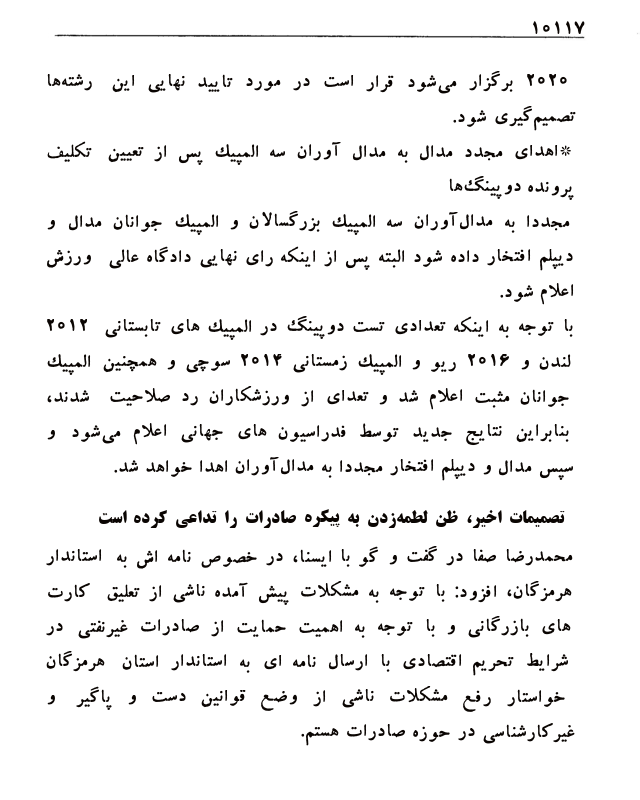 ۱۰۱۱۷
۲۰۲۰ برگزار می‌شود قرار است در مورد تایید نهایی این رشته‌ها
تصمیم‌گیری شود.
*اهدای مجدد مدال به مدال آوران سه المپیک پس از تعیین تکلیف
پرونده دوپینگ‌ها
مجددا به مدال‌آوران سه المپیک بزرگسالان و المپیک جوانان مدال و
دیپلم افتخار داده شود البته پس از اینکه رای نهایی دادگاه عالی ورزش
اعلام شود.
با توجه به اینکه تعدادی تست دوپینگ در المپیک های تابستانی ۲۰۱۲
لندن و ۲۰۱۶ ریو و المپیک زمستانی ۲۰۱۴ سوچی و همچنین المپیک
جوانان مثبت اعلام شد و تعدای از ورزشکاران رد صلاحیت شدند،
بنابراین نتایج جدید توسط فدراسیون های جهانی اعلام می‌شود و
سپس مدال و دیپلم افتخار مجددا به مدال‌آوران اهدا خواهد شد.
تصمیمات اخیر، ظن لطمه‌زدن به پیکره صادرات را تداعی کرده است
محمدرضا صفا در گفت و گو با ایسنا، در خصوص نامه اش به استاندار
هرمزگان، افزود: با توجه به مشکلات پیش آمده ناشی از تعلیق کارت
های بازرگانی و با توجه به اهمیت حمایت از صادرات غیرنفتی در
شرایط تحریم اقتصادی با ارسال نامه ای به استاندار استان هرمزگان
خواستار رفع مشکلات ناشی از وضع قوانین دست و پاگیر و
غیرکارشناسی در حوزه صادرات هستم.